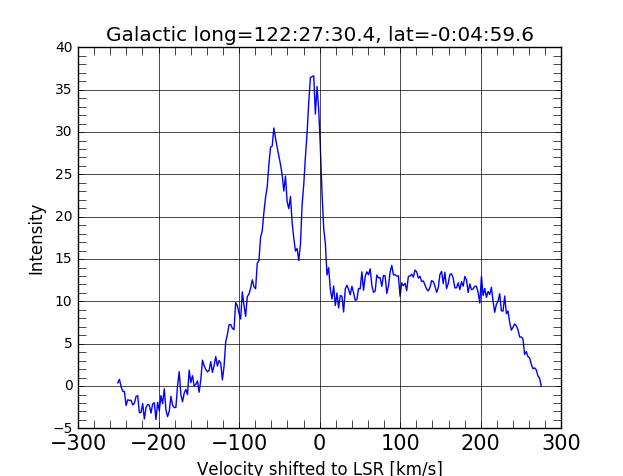 Galactic long=122:27:30.4, lat=-0:04:59.6
40
35
30
25
20
15
10
5
0
−5
Intensity
−300 −200 −100 0 100 200 300
Velocity shifted to LSR [km/s]